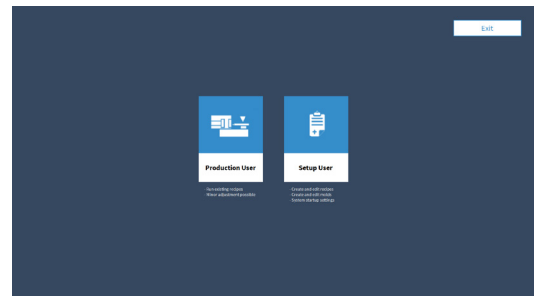 Exit
Production User
Setup User
-Run existing recipes
-Minor adjustment possible
-Create and edit recipes
-Create and edit molds
-System startup settings